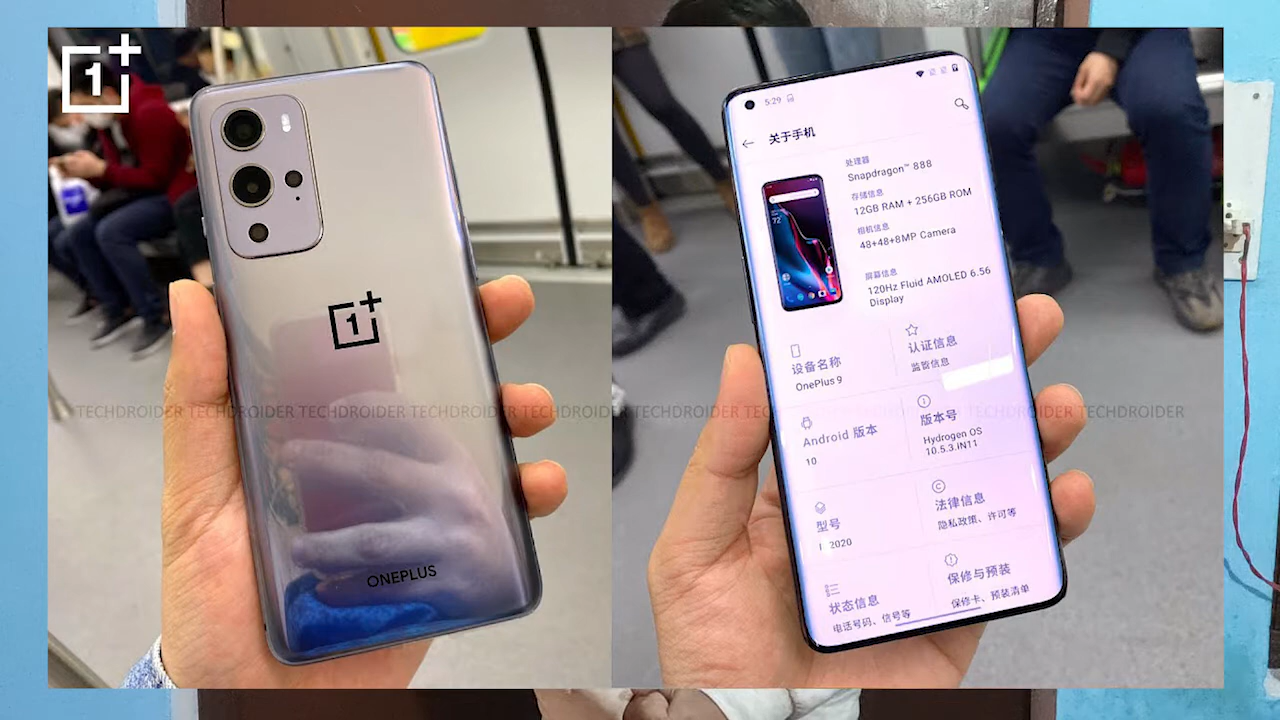 1
1
ONEPLUS
TECHDROIDER TECHDROIDER TECHDROIDER TECHDROIDER TECHDROIDER TECHDROIDER TECHDROIDER TECHDROIDER TECHDROIDER TECHDROIDER
5:29
关于手机
处理器
Snapdragon™ 888
存储信息
12GB RAM + 256GB ROM
相机信息
48+48+8MP Camera
屏幕信息
120Hz Fluid AMOLED 6.56
Display
设备名称
OnePlus 9
认证信息
监管信息
Android 版本
10
版本号
Hydrogen OS
10.5.3.IN11
型号
2020
法律信息
隐私政策、许可等
状态信息
电话号码、信号等
保修与预装
保修卡、预装清单